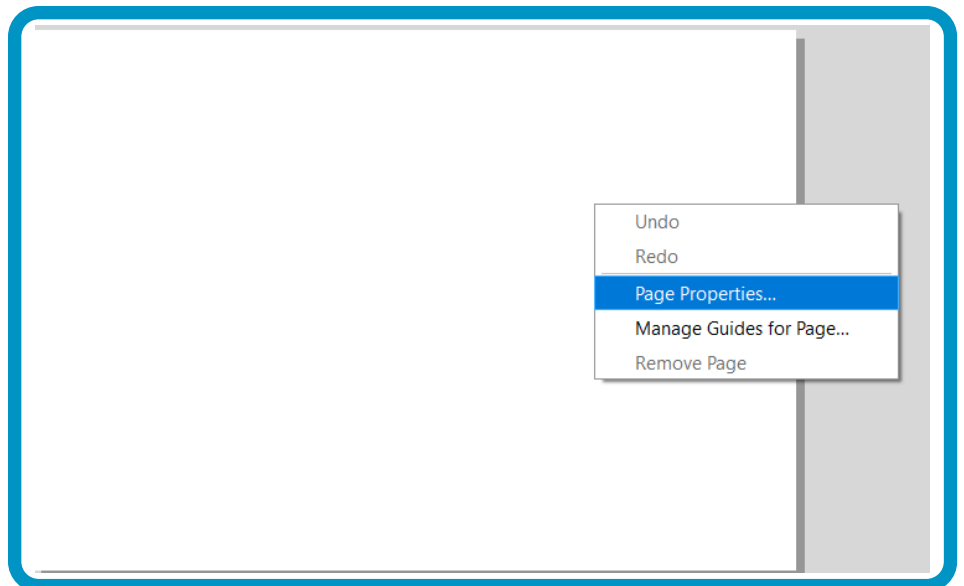 Undo
Redo
Page Properties...
Manage Guides for Page...
Remove Page